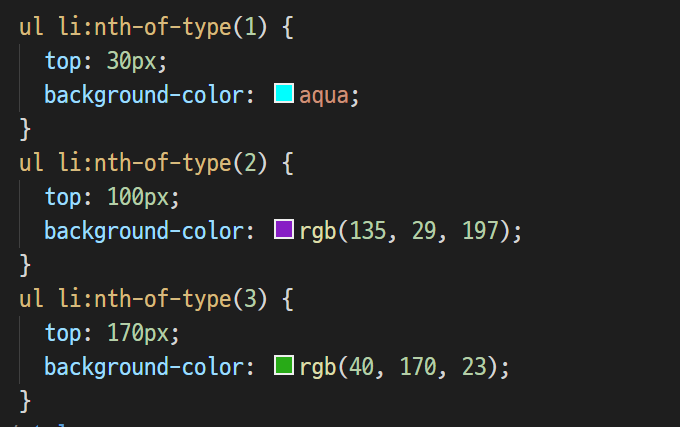 ul li:nth-of-type(1) {
  top: 30px;
  background-color: aqua;
}
ul li:nth-of-type(2) {
  top: 100px;
  background-color: rgb(135, 29, 197);
}
ul li:nth-of-type(3) {
  top: 170px;
  background-color: rgb(40, 170, 23);
}